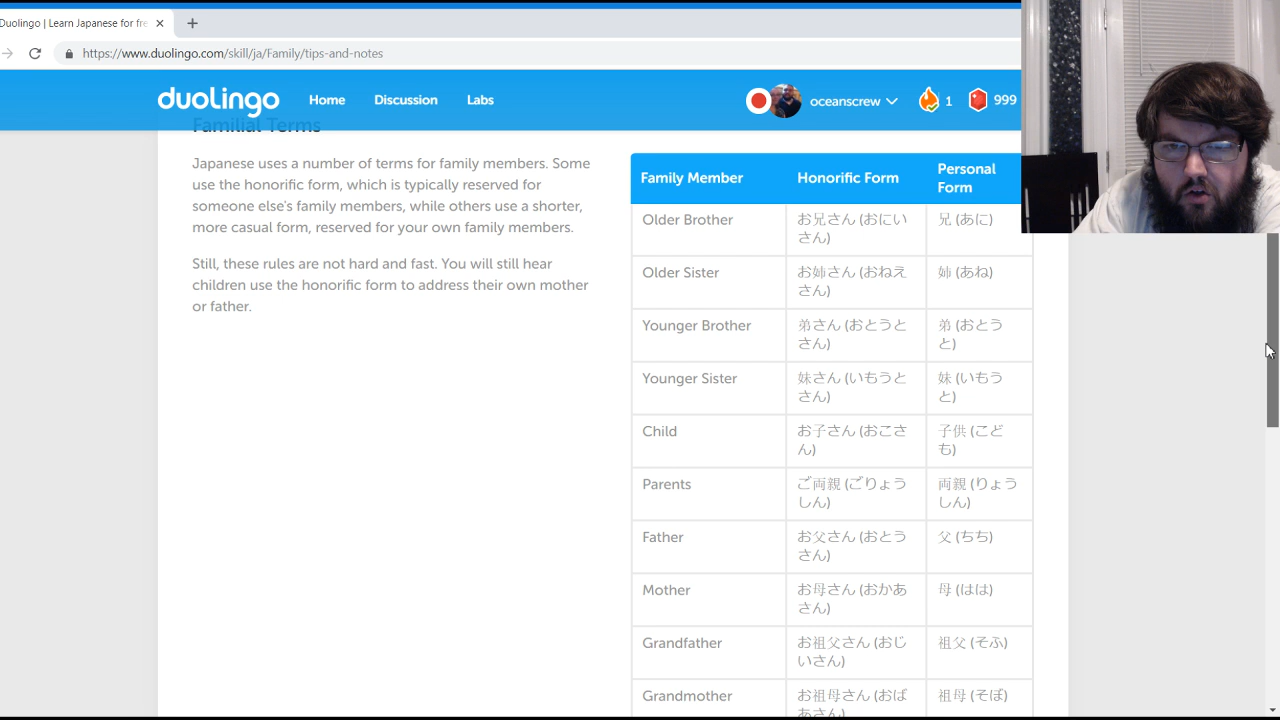 Duolingo | Learn Japanese for fre
https://www.duolingo.com/skill/ja/Family/tips-and-notes
duolingo
Home
Discussion
Labs
oceanscrew
1
999
Familial Terms
Japanese uses a number of terms for family members. Some
use the honorific form, which is typically reserved for
someone else's family members, while others use a shorter,
more casual form, reserved for your own family members.
Still, these rules are not hard and fast. You will still hear
children use the honorific form to address their own mother
or father.
Family Member
Honorific Form
Personal
Form
Older Brother
お兄さん (おにい
さん)
兄 (あに)
Older Sister
お姉さん (おねえ
さん)
姉 (あね)
Younger Brother
弟さん (おとうと
さん)
弟 (おとう
と)
Younger Sister
妹さん (いもうと
さん)
妹 (いもう
と)
Child
お子さん (おこさ
ん)
子供 (こど
も)
Parents
ご両親 (ごりょう
しん)
両親 (りょう
しん)
Father
お父さん (おとう
さん)
父 (ちち)
Mother
お母さん (おかあ
さん)
母 (はは)
Grandfather
お祖父さん (おじ
いさん)
祖父 (そふ)
Grandmother
お祖母さん (おば
あさん)
祖母 (そぼ)